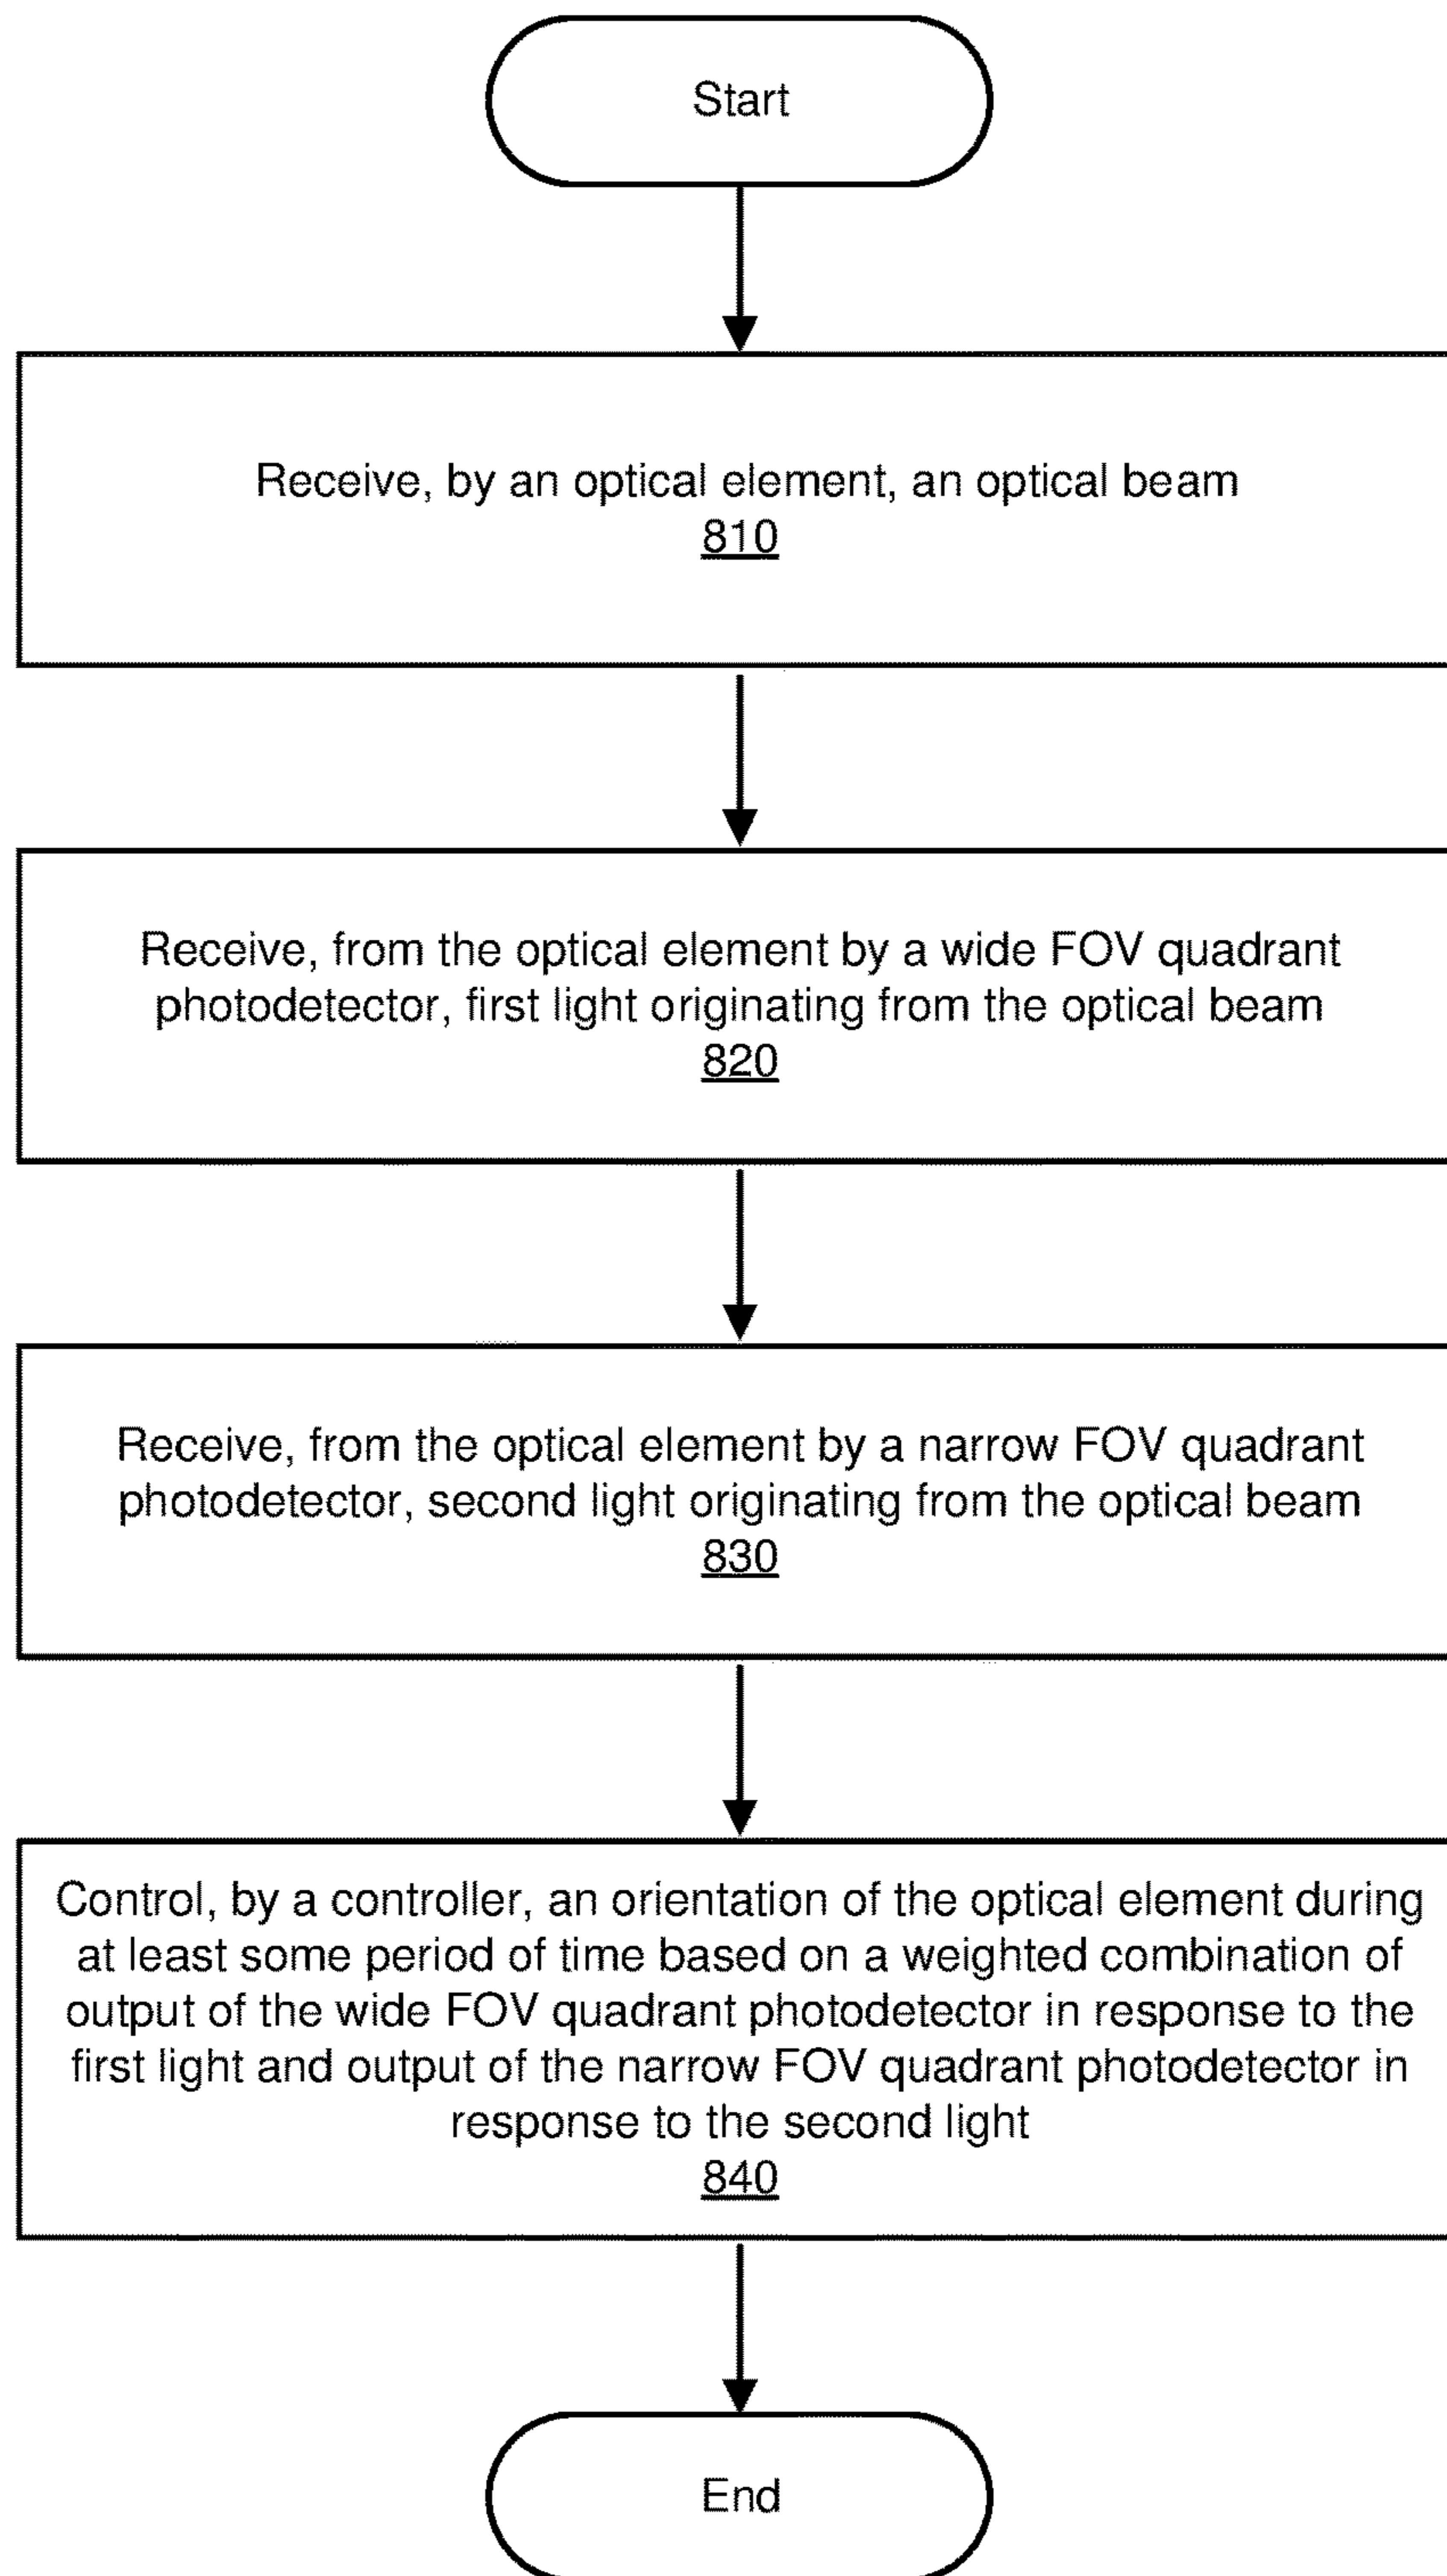 Start
Receive, by an optical element, an optical beam
810
Receive, from the optical element by a wide FOV quadrant
photodetector, first light originating from the optical beam
820
Receive, from the optical element by a narrow FOV quadrant
photodetector, second light originating from the optical beam
830
Control, by a controller, an orientation of the optical element during
at least some period of time based on a weighted combination of
output of the wide FOV quadrant photodetector in response to the
first light and output of the narrow FOV quadrant photodetector in
response to the second light
840
End